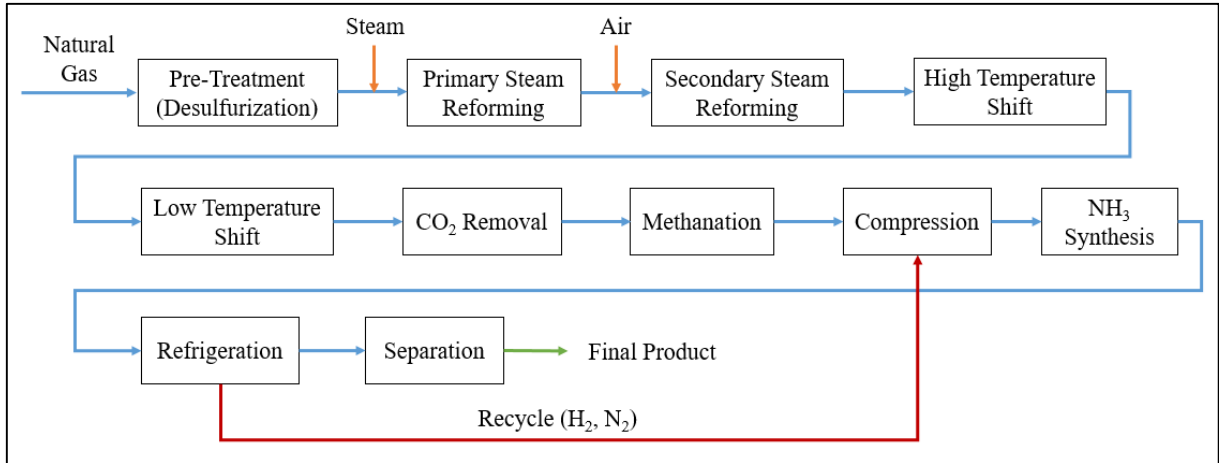 Natural
Gas
Steam
Air
Pre-Treatment
(Desulfurization)
Primary Steam
Reforming
Secondary Steam
Reforming
High Temperature
Shift
Low Temperature
Shift
CO₂ Removal
Methanation
Compression
NH₃
Synthesis
Refrigeration
Separation
Final Product
Recycle (H₂, N₂)